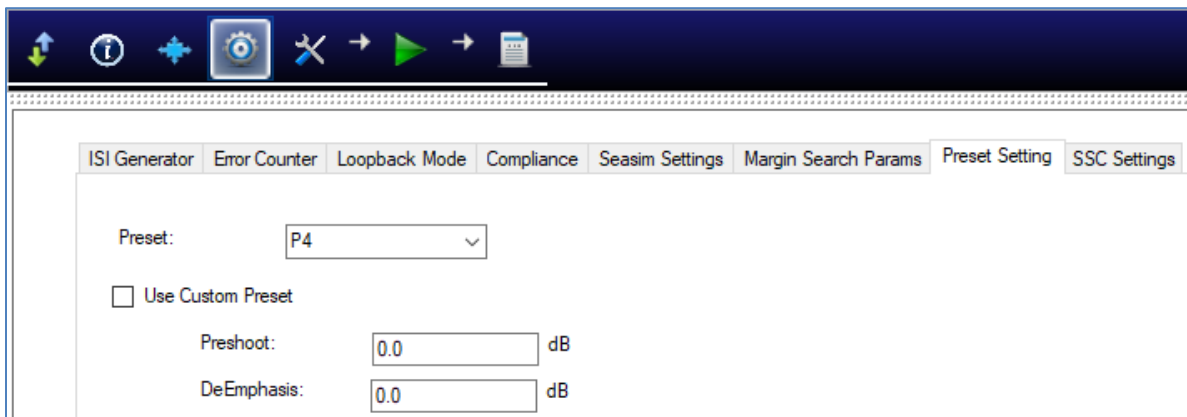 ISI Generator Error Counter Loopback Mode Compliance Seasim Settings Margin Search Params Preset Setting SSC Settings
Preset: P4
Use Custom Preset
Preshoot: 0.0 dB
DeEmphasis: 0.0 dB